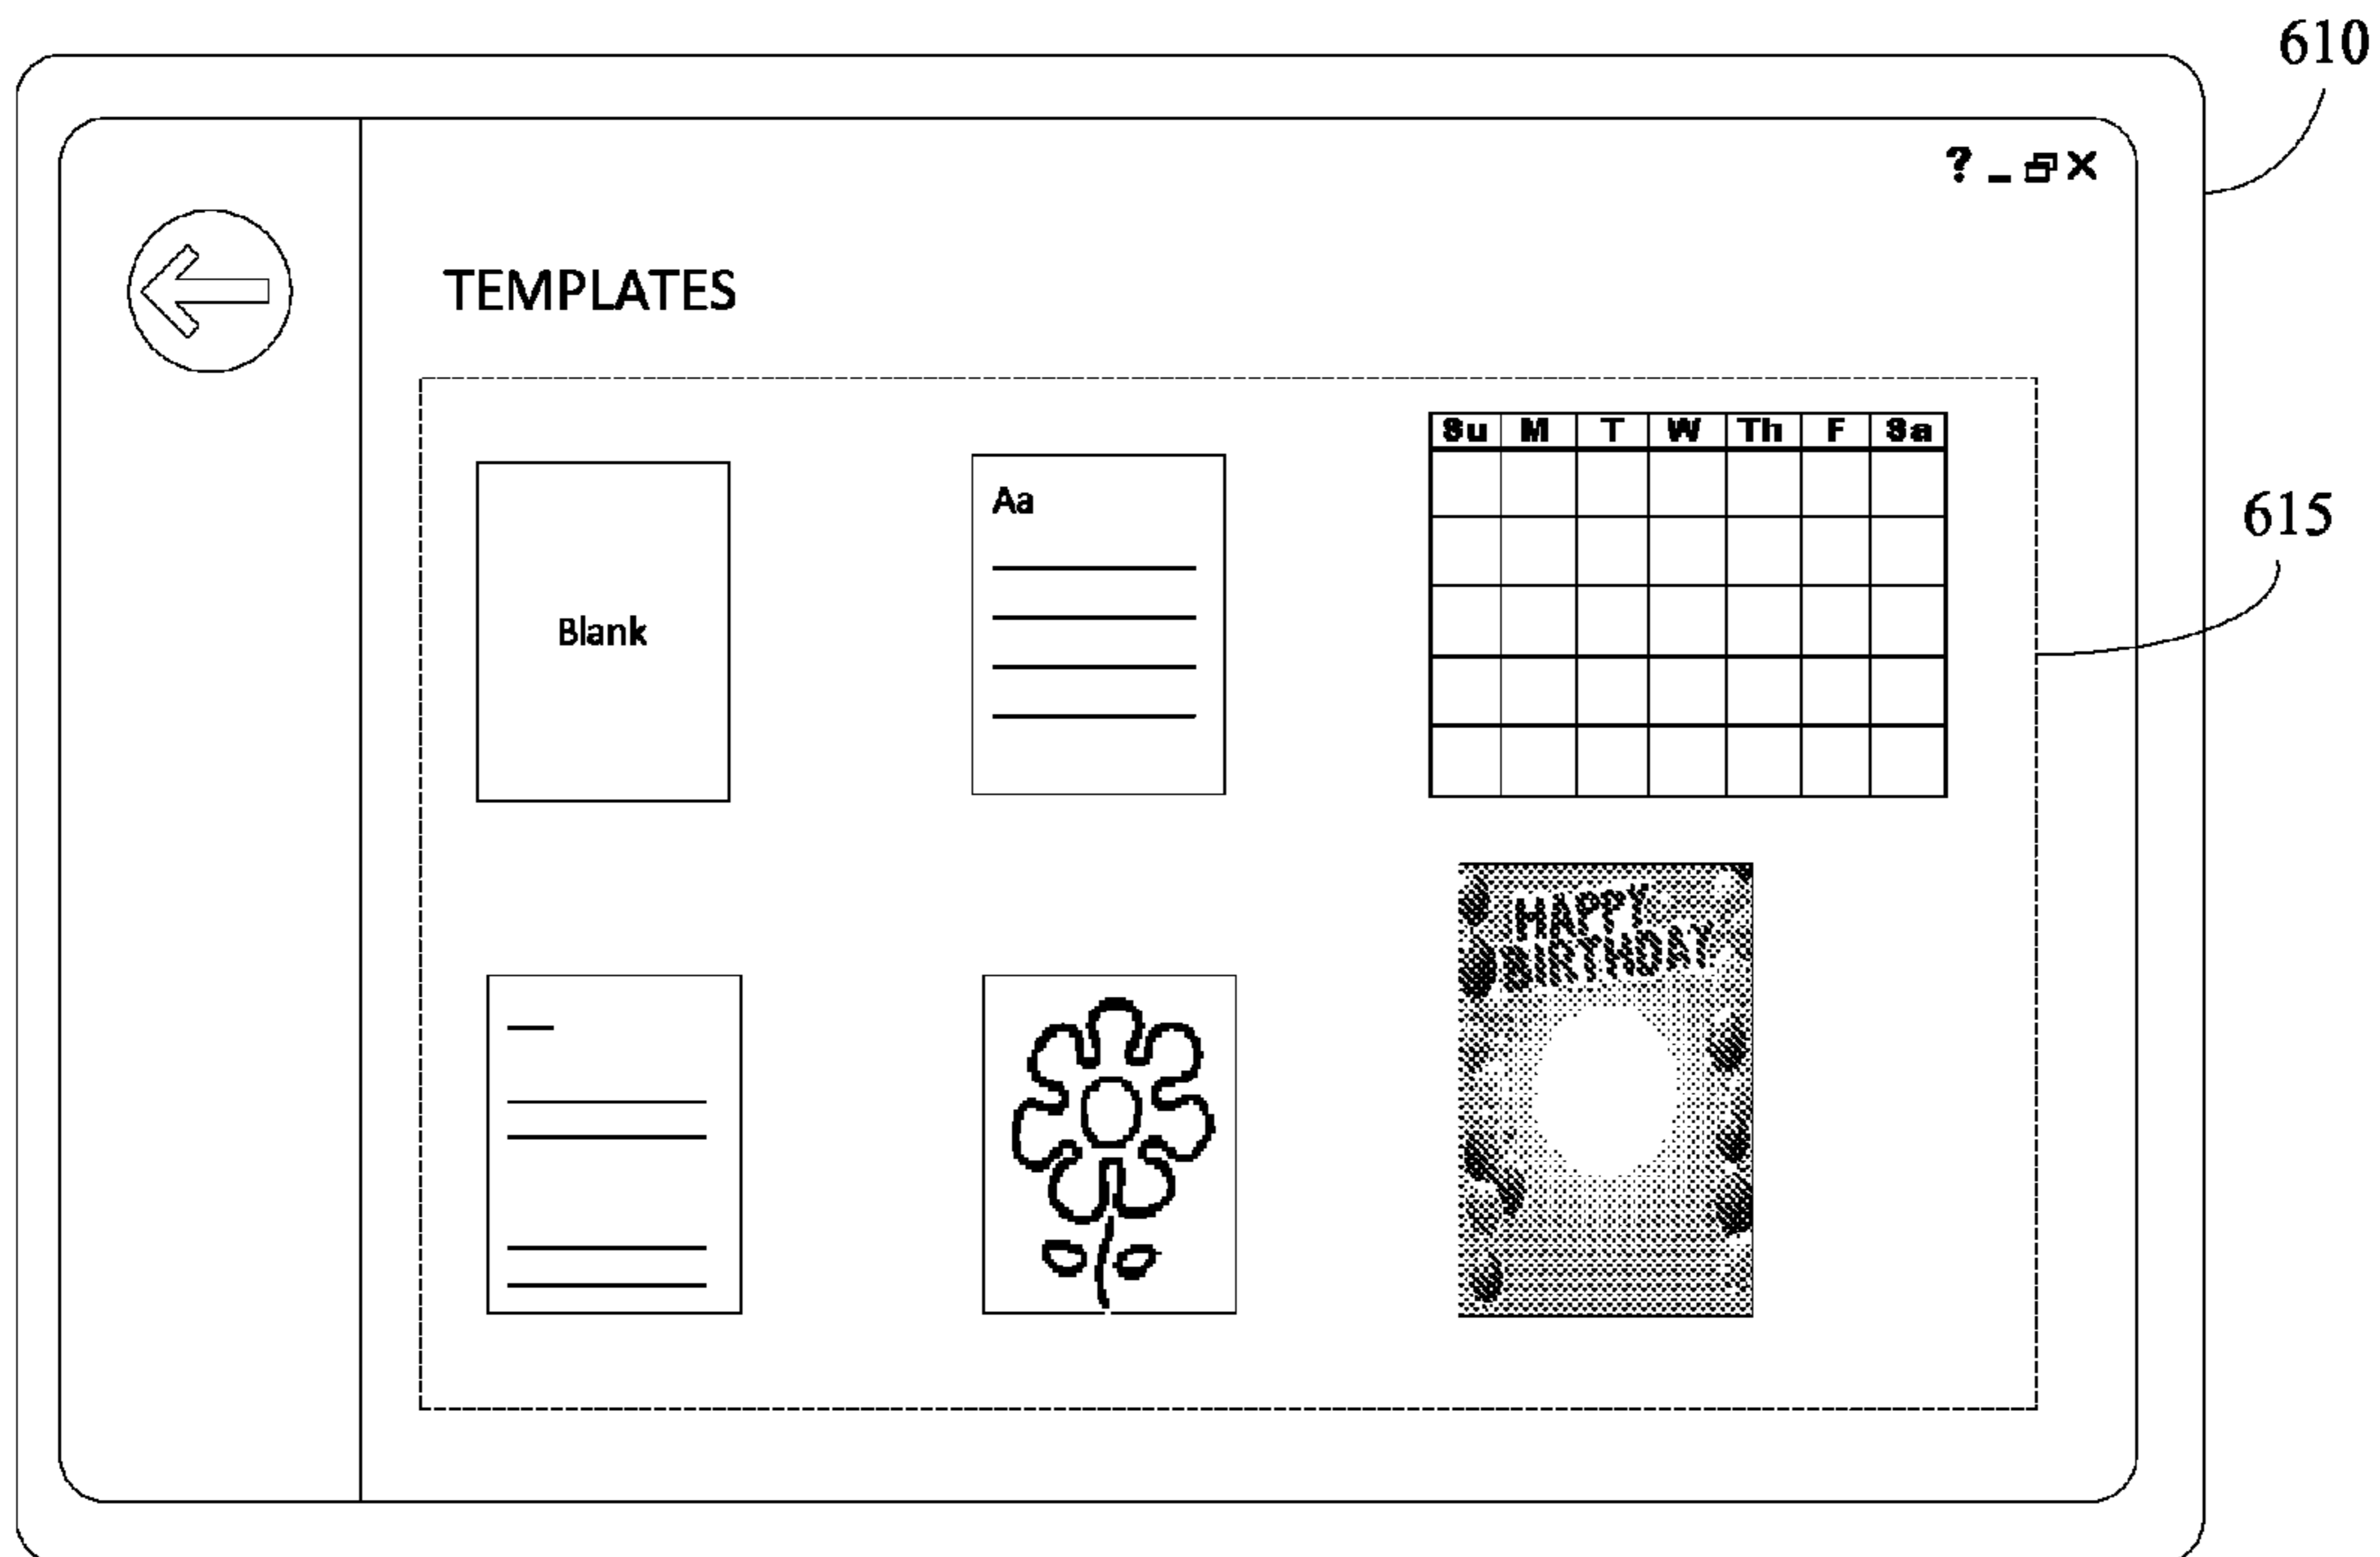 610
? _ X
TEMPLATES
Su M T W Th F Sa
Aa
615
Blank
HAPPY
BIRTHDAY